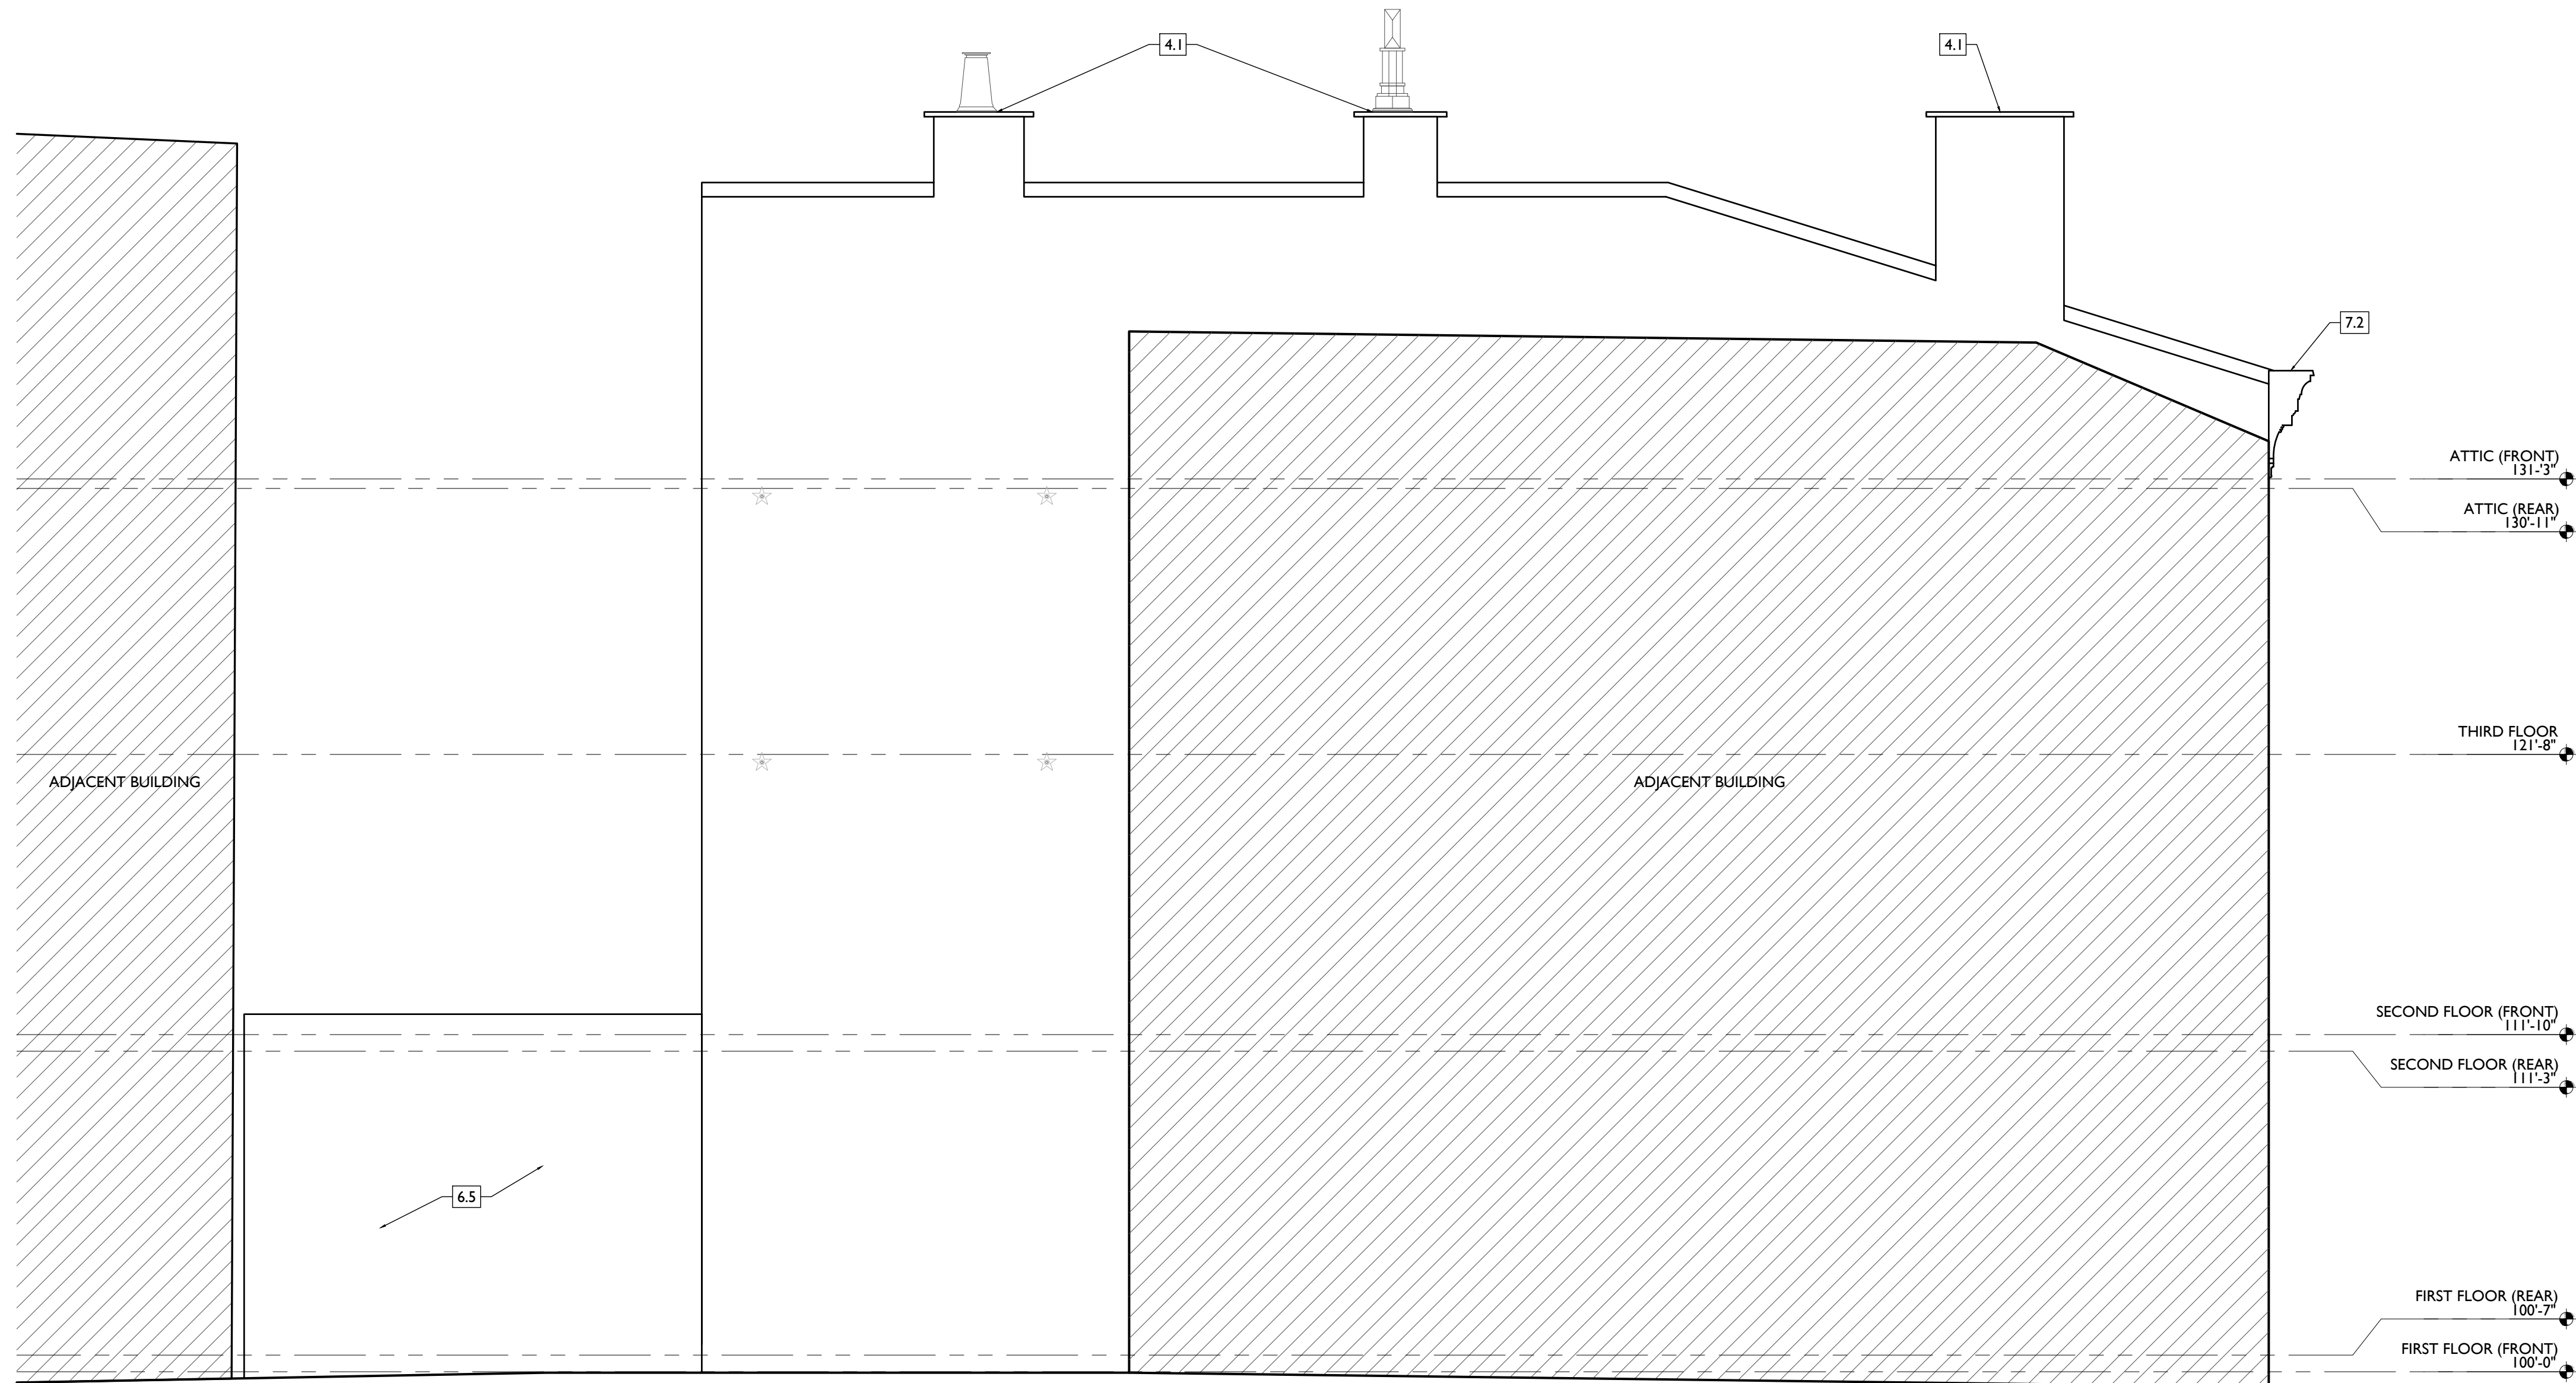 4.1
4.1
7.2
ATTIC (FRONT)
131-'3"
ATTIC (REAR)
130'-11"
THIRD FLOOR
121'-8"
ADJACENT BUILDING
ADJACENT BUILDING
SECOND FLOOR (FRONT)
111'-10"
SECOND FLOOR (REAR)
111'-3"
6.5
FIRST FLOOR (REAR)
100'-7"
FIRST FLOOR (FRONT)
100'-0"